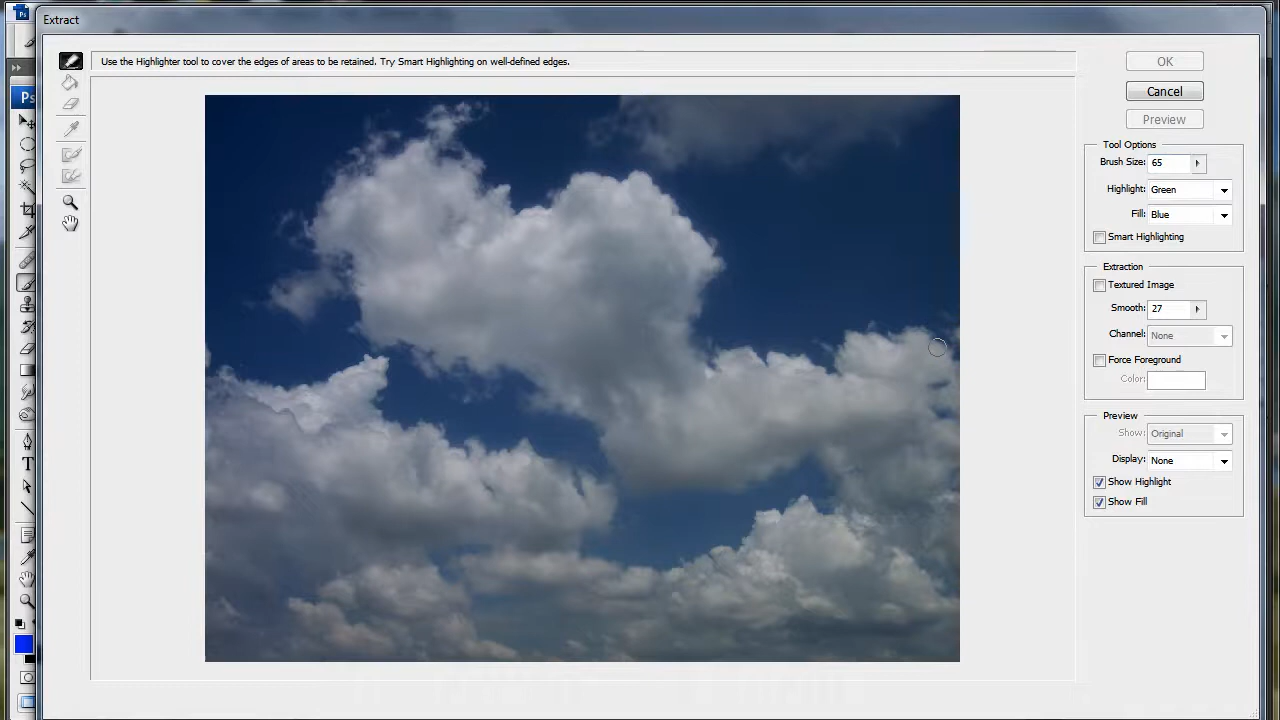 Ps
Extract
Use the Highlighter tool to cover the edges of areas to be retained. Try Smart Highlighting on well-defined edges.
OK
Cancel
Preview
Tool Options
Brush Size: 65
Highlight: Green
Fill: Blue
Smart Highlighting
Extraction
Textured Image
Smooth: 27
Channel: None
Force Foreground
Color:
Preview
Show: Original
Display: None
Show Highlight
Show Fill
Ps
T